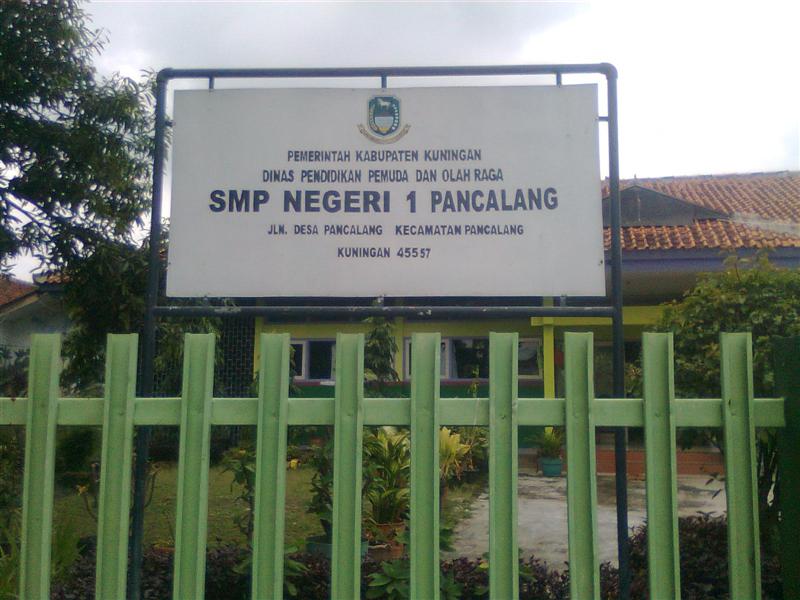 PEMERINTAH KABUPATEN KUNINGAN
DINAS PENDIDIKAN PEMUDA DAN OLAH RAGA
SMP NEGERI 1 PANCALANG
JLN. DESA PANCALANG KECAMATAN PANCALANG
KUNINGAN 45557